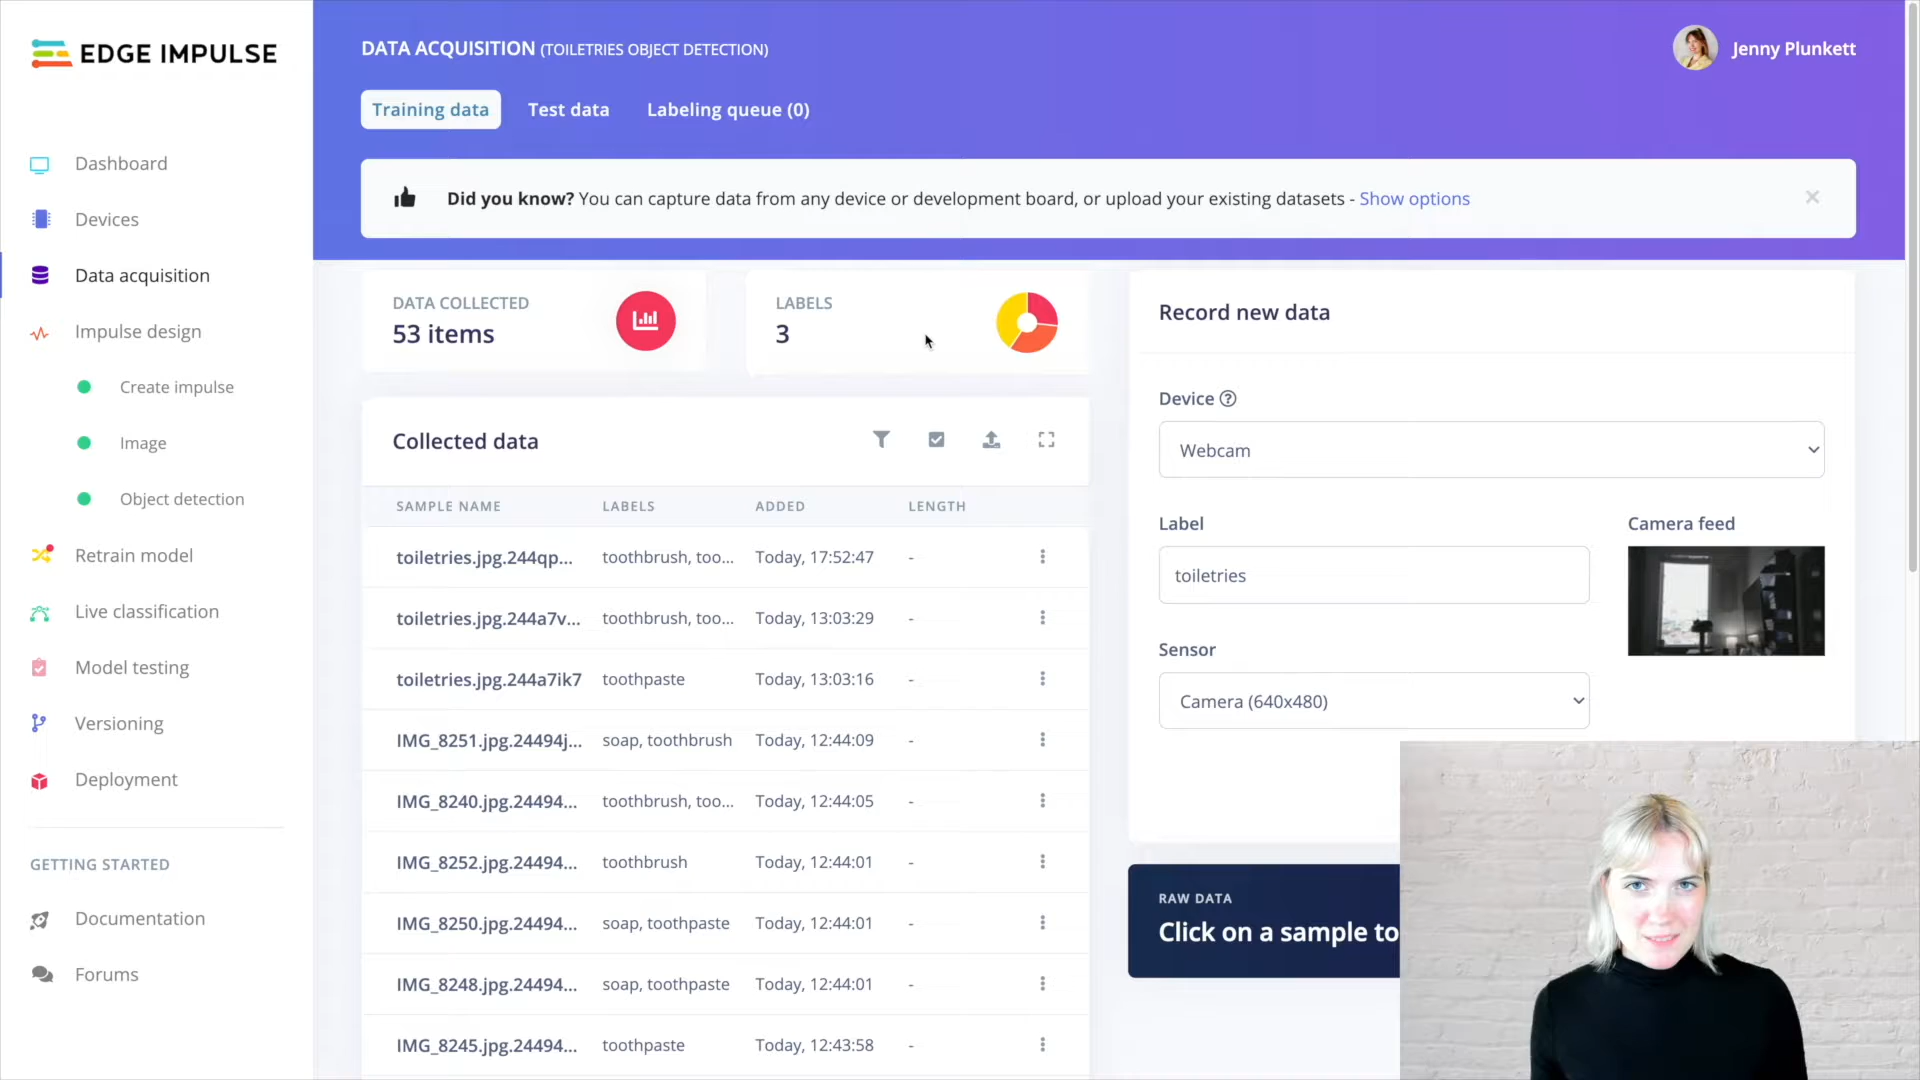 EDGE IMPULSE
DATA ACQUISITION (TOILETRIES OBJECT DETECTION)
Jenny Plunkett
Training data
Test data
Labeling queue (0)
Did you know? You can capture data from any device or development board, or upload your existing datasets - Show options
Dashboard
Devices
Data acquisition
Impulse design
Create impulse
Image
Object detection
Retrain model
Live classification
Model testing
Versioning
Deployment
GETTING STARTED
Documentation
Forums
DATA COLLECTED
53 items
LABELS
3
Collected data
SAMPLE NAME LABELS ADDED LENGTH
toiletries.jpg.244qp... toothbrush, too... Today, 17:52:47 -
toiletries.jpg.244a7v... toothbrush, too... Today, 13:03:29 -
toiletries.jpg.244a7ik7 toothpaste Today, 13:03:16 -
IMG_8251.jpg.24494j... soap, toothbrush Today, 12:44:09 -
IMG_8240.jpg.24494... toothbrush, too... Today, 12:44:05 -
IMG_8252.jpg.24494... toothbrush Today, 12:44:01 -
IMG_8250.jpg.24494... soap, toothpaste Today, 12:44:01 -
IMG_8248.jpg.24494... soap, toothpaste Today, 12:44:01 -
IMG_8245.jpg.24494... toothpaste Today, 12:43:58 -
Record new data
Device ?
Webcam
Label
toiletries
Camera feed
Sensor
Camera (640x480)
RAW DATA
Click on a sample to